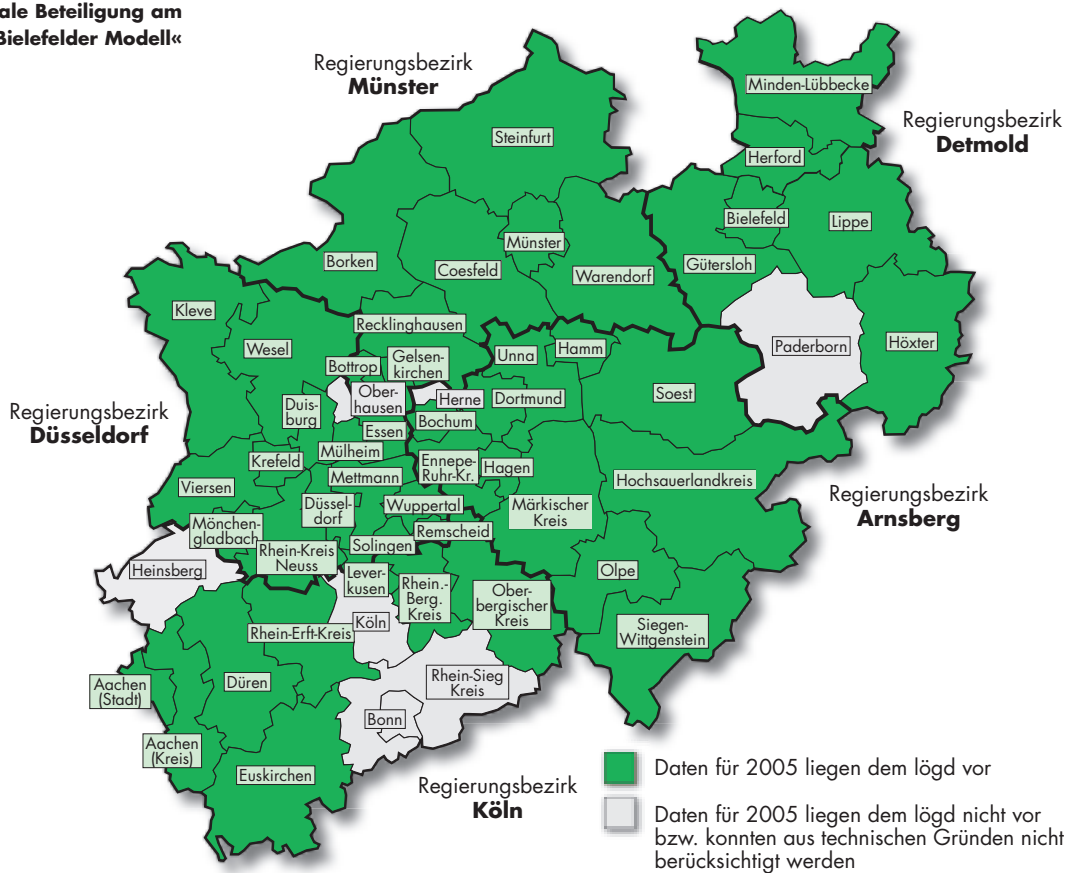 ale Beteiligung am
Bielefelder Modell«
Regierungsbezirk
Münster
Regierungsbezirk
Detmold
Minden-Lübbecke
Steinfurt
Herford
Bielefeld
Lippe
Münster
Borken
Coesfeld
Gütersloh
Warendorf
Kleve
Recklinghausen
Wesel
Paderborn
Höxter
Unna
Hamm
Bottrop
Gelsen-
kirchen
Soest
Regierungsbezirk
Düsseldorf
Duis-
burg
Ober-
hausen
Herne
Dortmund
Bochum
Essen
Mülheim
Krefeld
Ennepe-
Ruhr-Kr.
Hagen
Mettmann
Hochsauerlandkreis
Viersen
Düssel-
dorf
Wuppertal
Märkischer
Kreis
Regierungsbezirk
Arnsberg
Mönchen-
gladbach
Remscheid
Solingen
Rhein-Kreis
Neuss
Heinsberg
Lever-
kusen
Olpe
Rhein.-
Berg.
Kreis
Ober-
bergischer
Kreis
Köln
Rhein-Erft-Kreis
Siegen-
Wittgenstein
Rhein-Sieg
Kreis
Aachen
(Stadt)
Düren
Bonn
Aachen
(Kreis)
Euskirchen
Regierungsbezirk
Köln
Daten für 2005 liegen dem lögd vor
Daten für 2005 liegen dem lögd nicht vor
bzw. konnten aus technischen Gründen nicht
berücksichtigt werden